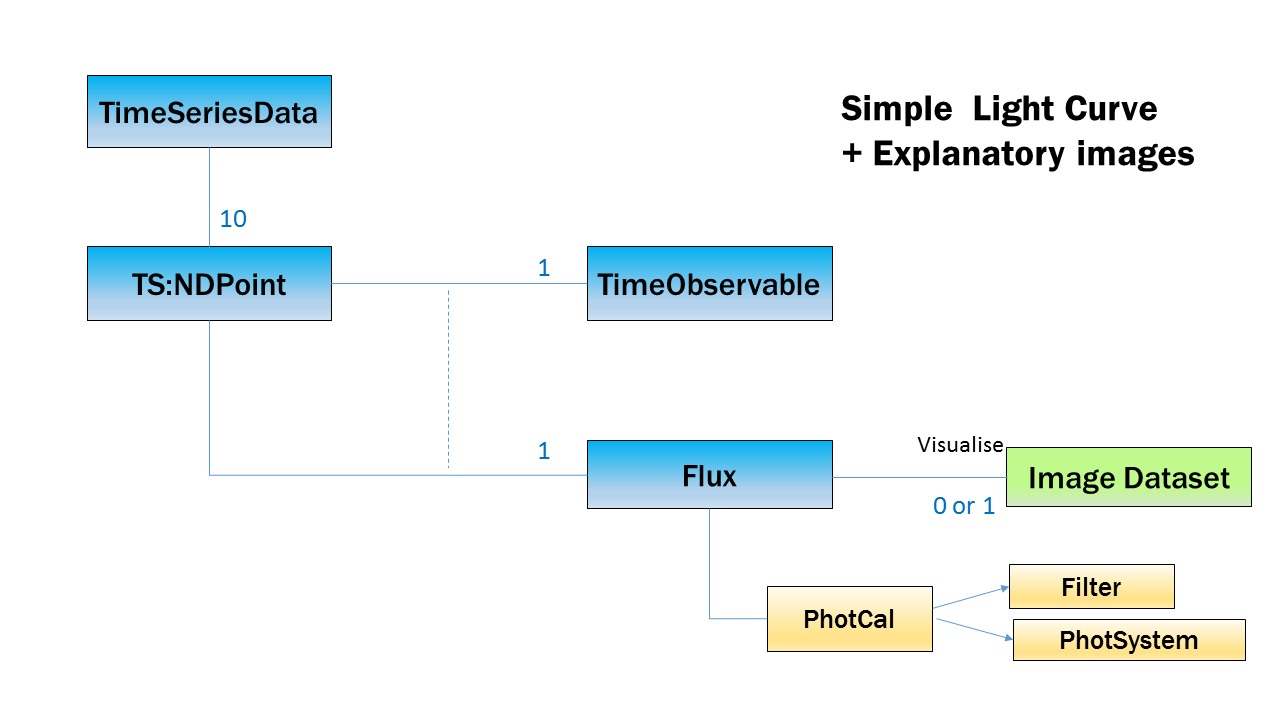 TimeSeriesData
Simple  Light Curve
+ Explanatory images
10
TS:NDPoint
1
TimeObservable
1
Flux
Visualise
Image Dataset
0 or 1
PhotCal
Filter
PhotSystem